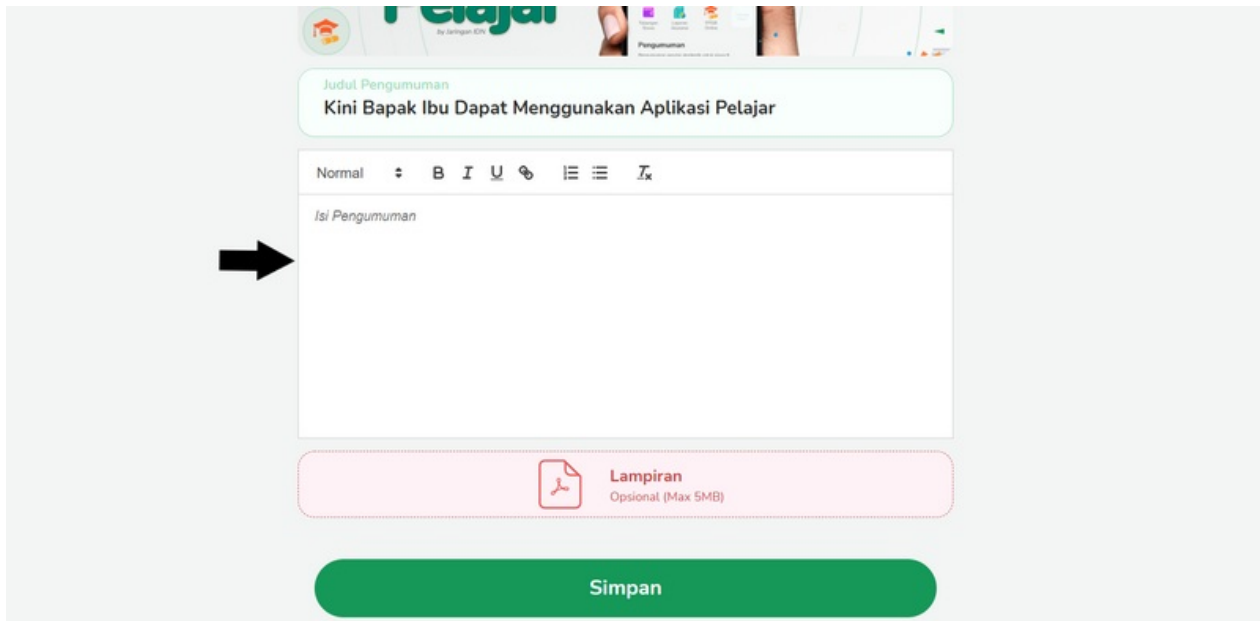 Pelajar
by Jaringan IDN
Pengumuman
Judul Pengumuman
Kini Bapak Ibu Dapat Menggunakan Aplikasi Pelajar
Normal
Isi Pengumuman
Lampiran
Opsional (Max 5MB)
Simpan